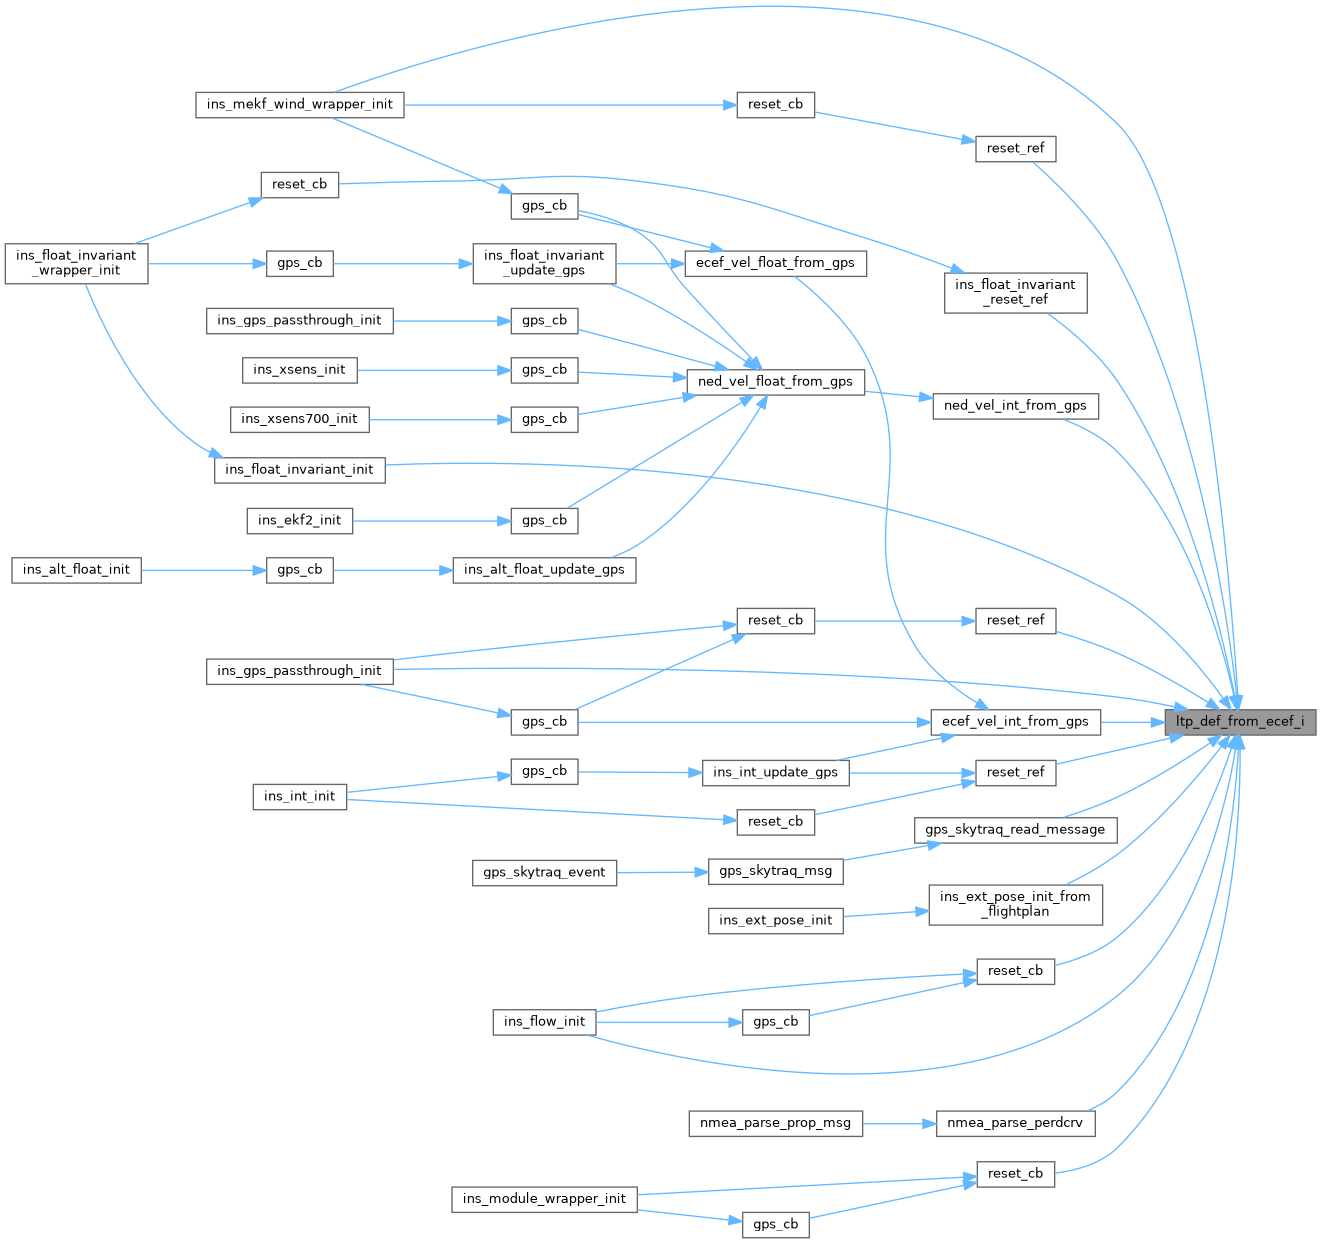 ins_mekf_wind_wrapper_init
reset_cb
reset_ref
reset_cb
gps_cb
ins_float_invariant
_wrapper_init
gps_cb
ins_float_invariant
_update_gps
ecef_vel_float_from_gps
ins_float_invariant
_reset_ref
ins_gps_passthrough_init
gps_cb
ins_xsens_init
gps_cb
ned_vel_float_from_gps
ned_vel_int_from_gps
ins_xsens700_init
gps_cb
ins_float_invariant_init
ins_ekf2_init
gps_cb
ins_alt_float_init
gps_cb
ins_alt_float_update_gps
reset_cb
reset_ref
ins_gps_passthrough_init
gps_cb
ecef_vel_int_from_gps
ltp_def_from_ecef_i
gps_cb
ins_int_update_gps
reset_ref
ins_int_init
reset_cb
gps_skytraq_read_message
gps_skytraq_event
gps_skytraq_msg
ins_ext_pose_init_from
_flightplan
ins_ext_pose_init
reset_cb
ins_flow_init
gps_cb
nmea_parse_prop_msg
nmea_parse_perdcrv
reset_cb
ins_module_wrapper_init
gps_cb